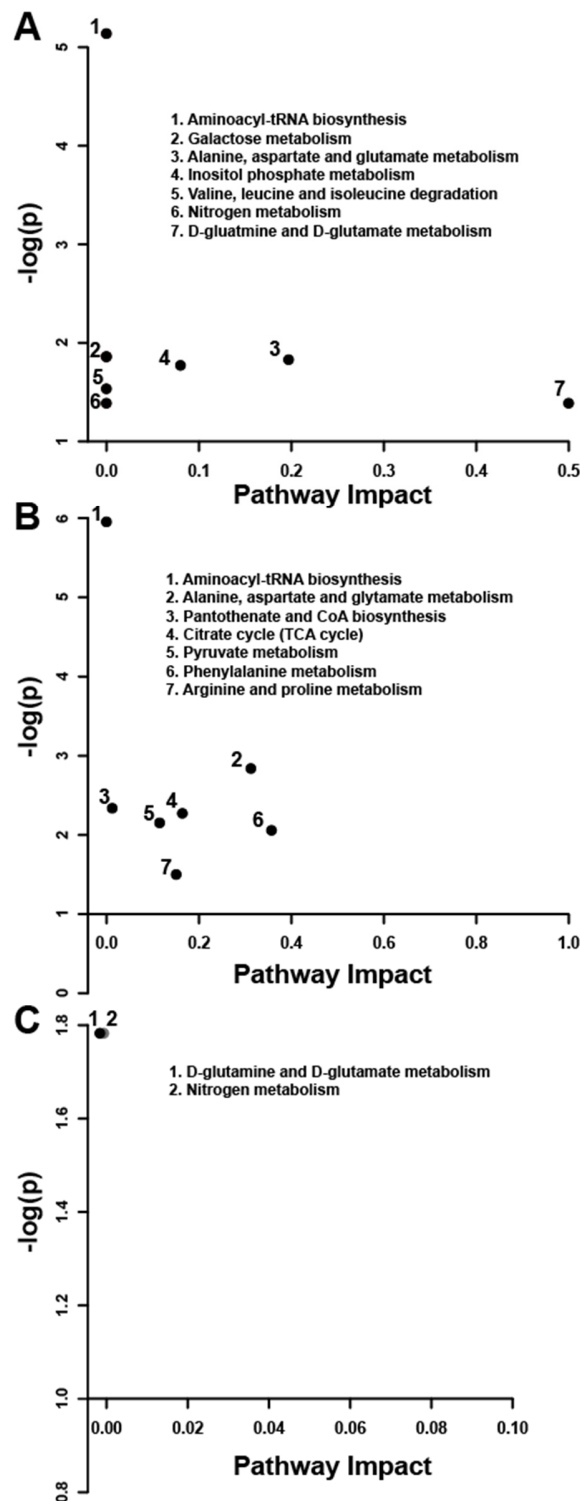 A
1
5
1. Aminoacyl-tRNA biosynthesis
2. Galactose metabolism
3. Alanine, aspartate and glutamate metabolism
4. Inositol phosphate metabolism
5. Valine, leucine and isoleucine degradation
6. Nitrogen metabolism
7. D-gluatmine and D-glutamate metabolism
4
3
-log(p)
2
2
4
3
5
6
7
1
0.0 0.1 0.2 0.3 0.4 0.5
Pathway Impact
B
6
1
1. Aminoacyl-tRNA biosynthesis
2. Alanine, aspartate and glytamate metabolism
3. Pantothenate and CoA biosynthesis
4. Citrate cycle (TCA cycle)
5. Pyruvate metabolism
6. Phenylalanine metabolism
7. Arginine and proline metabolism
5
4
-log(p)
3
2
3
5
4
6
2
7
1
0.0 0.2 0.4 0.6 0.8 1.0
Pathway Impact
0
C
1.8
1 2
1. D-glutamine and D-glutamate metabolism
2. Nitrogen metabolism
1.6
-log(p)
1.4
1.2
1.0
0.00 0.02 0.04 0.06 0.08 0.10
Pathway Impact
0.8